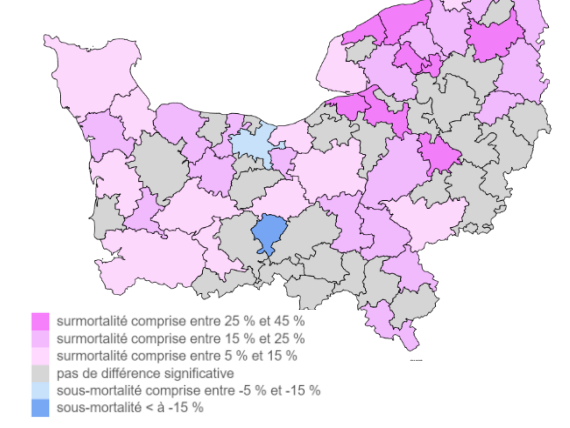 surmortalité comprise entre 25 % et 45 %
surmortalité comprise entre 15 % et 25 %
surmortalité comprise entre 5 % et 15 %
pas de différence significative
sous-mortalité comprise entre -5 % et -15 %
sous-mortalité < à -15 %